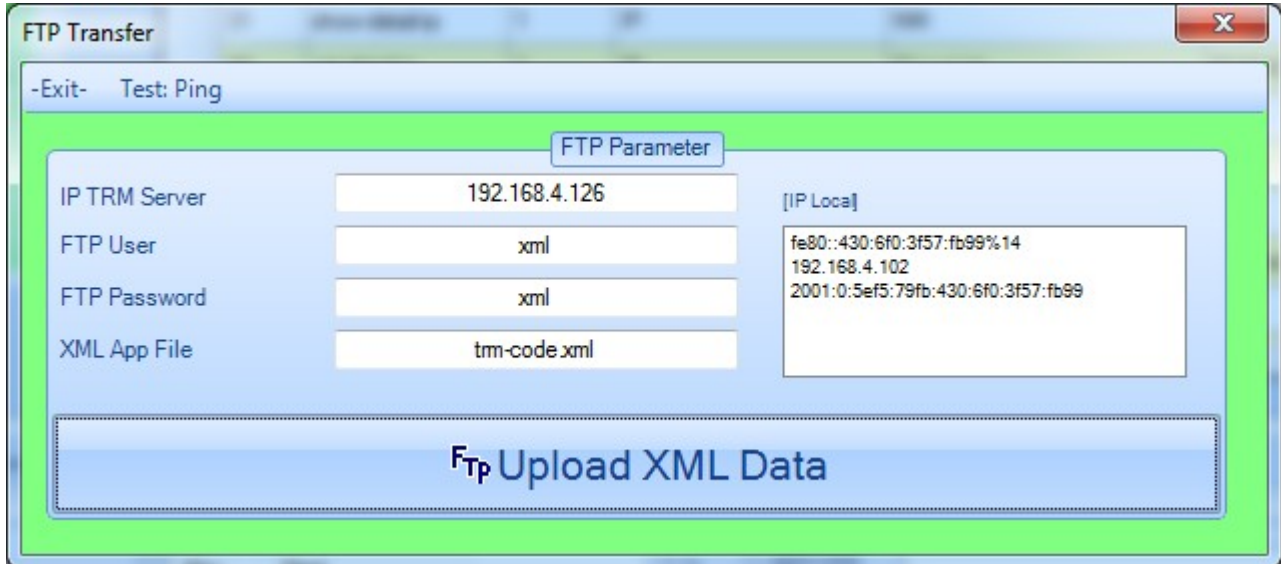 FTP Transfer
-Exit- Test: Ping
FTP Parameter
IP TRM Server 192.168.4.126
[IP Local]
FTP User xml
fe80::430:6f0:3f57:fb99%14
192.168.4.102
FTP Password xml
2001:0:5ef5:79fb:430:6f0:3f57:fb99
XML App File trm-code.xml
FTp Upload XML Data